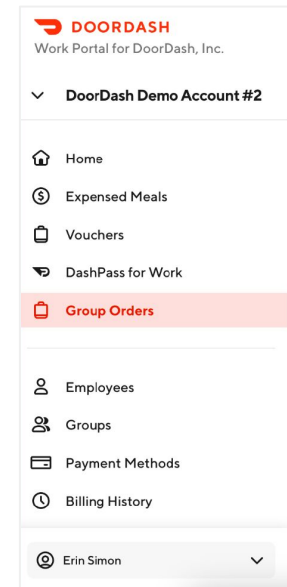 DOORDASH
Work Portal for DoorDash, Inc.
DoorDash Demo Account #2
Home
Expensed Meals
Vouchers
DashPass for Work
Group Orders
Employees
Groups
Payment Methods
Billing History
Erin Simon